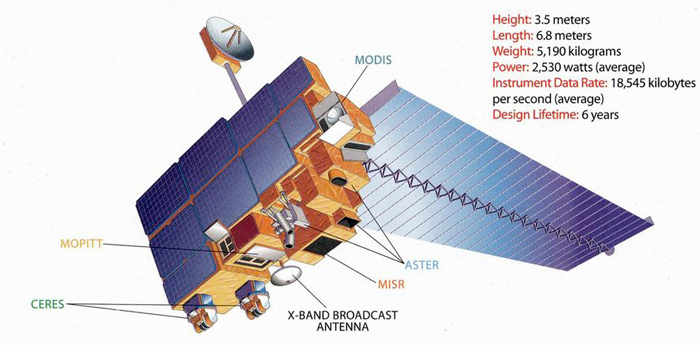 Height: 3.5 meters
Length: 6.8 meters
Weight: 5,190 kilograms
Power: 2,530 watts (average)
Instrument Data Rate: 18,545 kilobytes
per second (average)
Design Lifetime: 6 years
MODIS
MOPITT
ASTER
MISR
CERES
X-BAND BROADCAST
ANTENNA